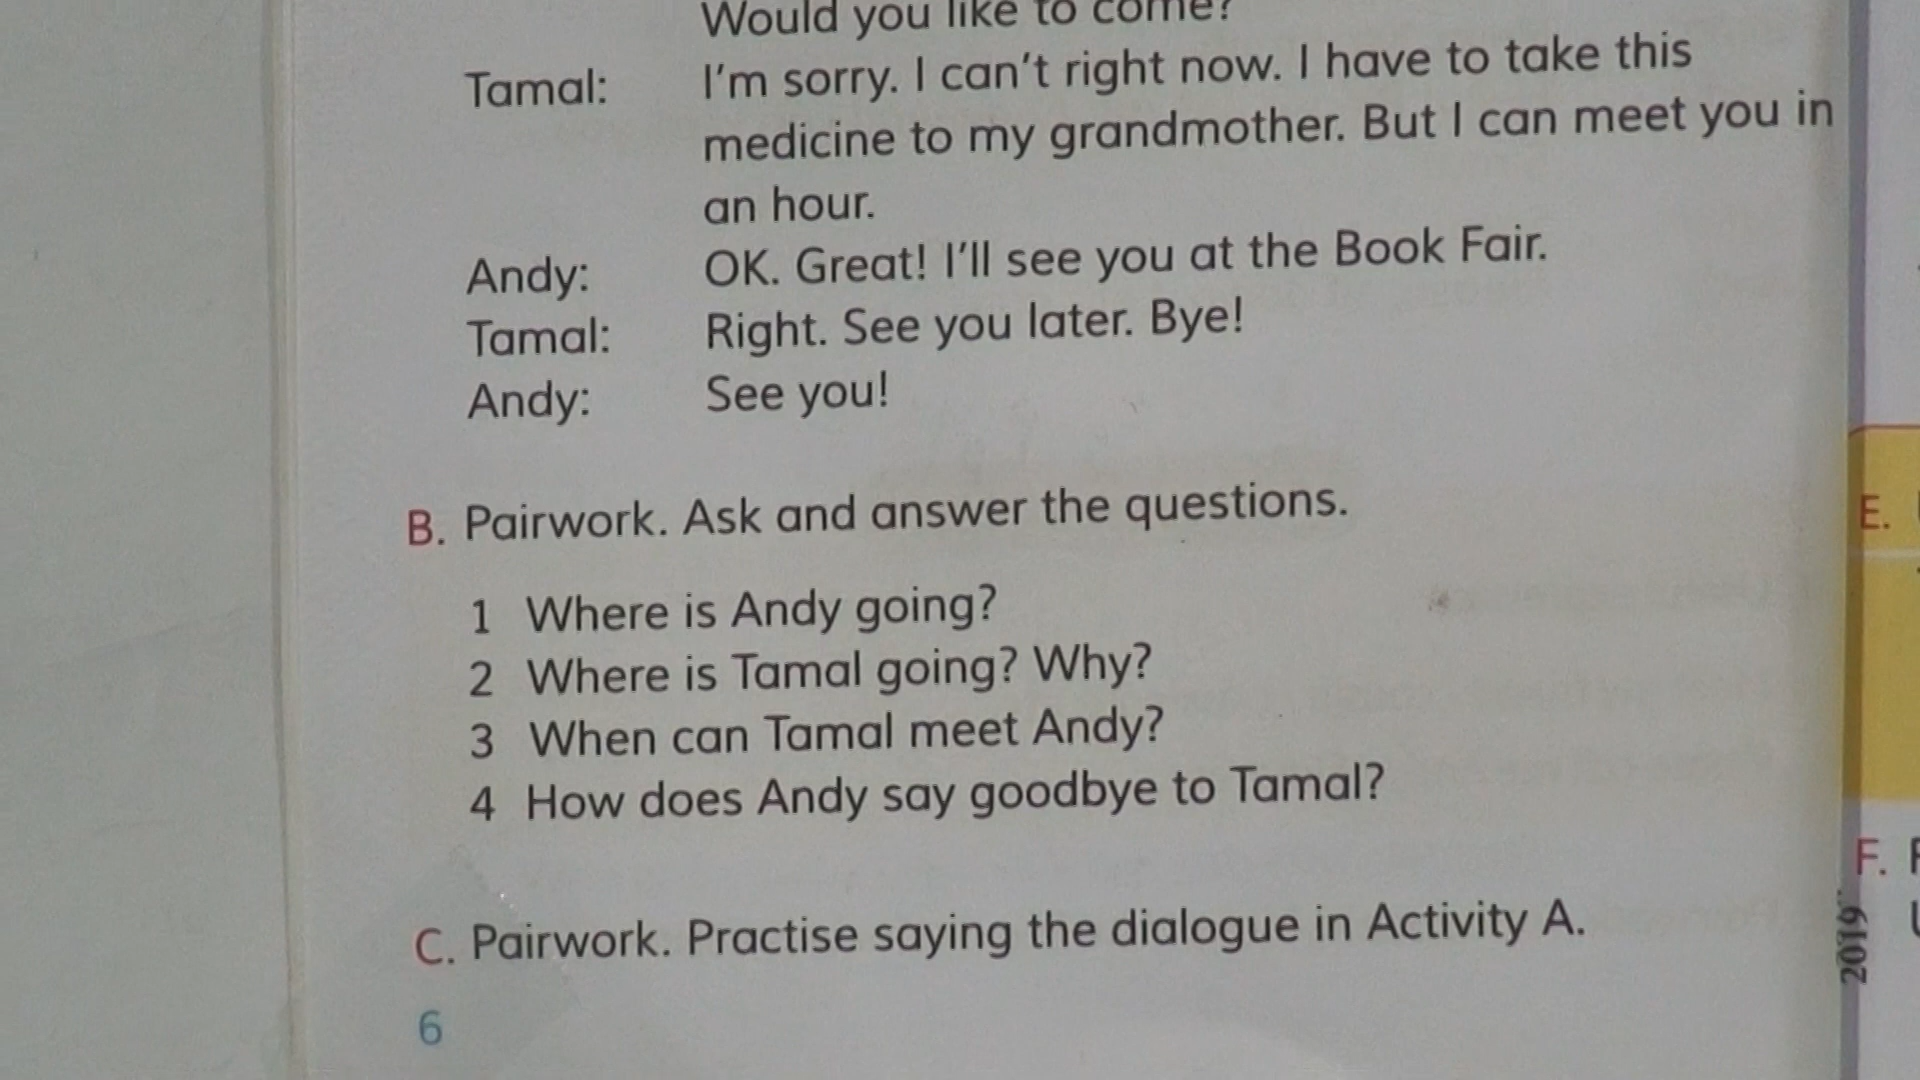 Would you like to come?
Tamal: I'm sorry. I can't right now. I have to take this
medicine to my grandmother. But I can meet you in
an hour.
Andy: OK. Great! I'll see you at the Book Fair.
Tamal: Right. See you later. Bye!
Andy: See you!
B. Pairwork. Ask and answer the questions.
1 Where is Andy going?
2 Where is Tamal going? Why?
3 When can Tamal meet Andy?
4 How does Andy say goodbye to Tamal?
C. Pairwork. Practise saying the dialogue in Activity A.
6
E.
F.
2019